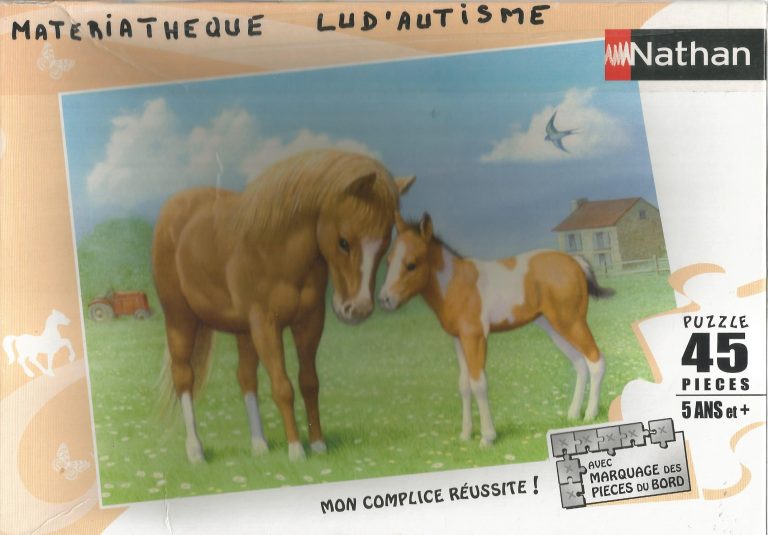 MATERIATHEQUE LUD'AUTISME
Nathan
PUZZLE
45
PIECES
5 ANS et +
AVEC
MARQUAGE DES
PIECES DU BORD
MON COMPLICE RÉUSSITE !